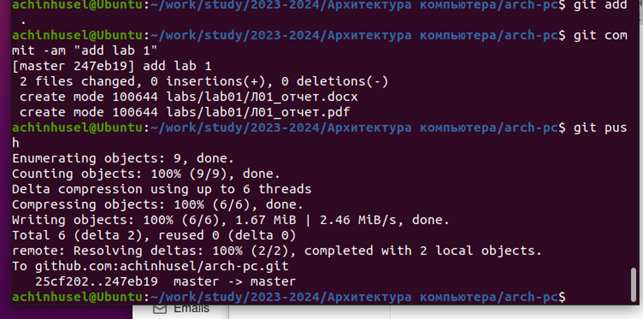 achinhusel@Ubuntu:~/work/study/2023-2024/Архитектура компьютера/arch-pc$ git add
 .
achinhusel@Ubuntu:~/work/study/2023-2024/Архитектура компьютера/arch-pc$ git com
mit -am "add lab 1"
[master 247eb19] add lab 1
 2 files changed, 0 insertions(+), 0 deletions(-)
 create mode 100644 labs/lab01/Л01_отчет.docx
 create mode 100644 labs/lab01/Л01_отчет.pdf
achinhusel@Ubuntu:~/work/study/2023-2024/Архитектура компьютера/arch-pc$ git pus
h
Enumerating objects: 9, done.
Counting objects: 100% (9/9), done.
Delta compression using up to 6 threads
Compressing objects: 100% (6/6), done.
Writing objects: 100% (6/6), 1.67 MiB | 2.46 MiB/s, done.
Total 6 (delta 2), reused 0 (delta 0)
remote: Resolving deltas: 100% (2/2), completed with 2 local objects.
To github.com:achinhusel/arch-pc.git
   25cf202..247eb19  master -> master
achinhusel@Ubuntu:~/work/study/2023-2024/Архитектура компьютера/arch-pc$
Emails